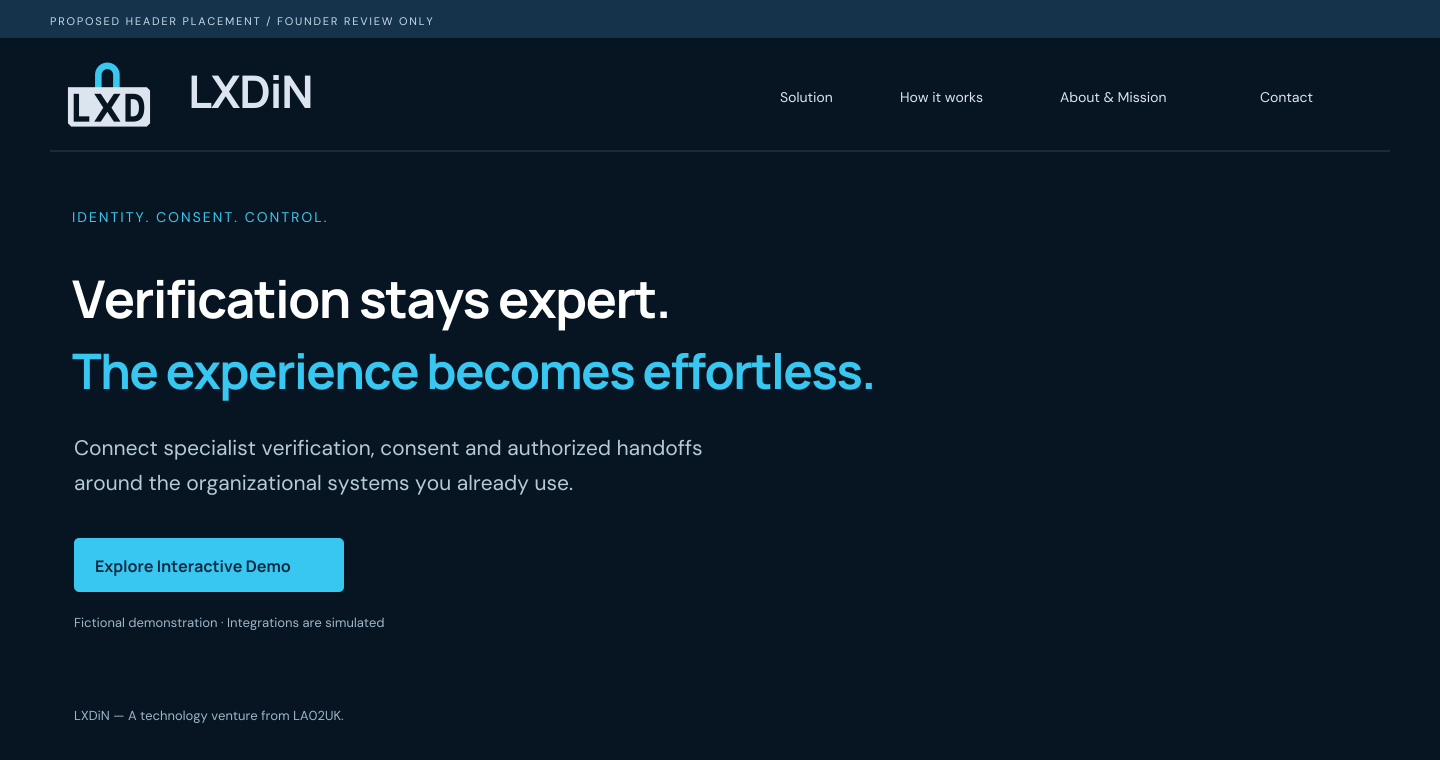 PROPOSED HEADER PLACEMENT / FOUNDER REVIEW ONLY
LXD
LXDiN
Solution
How it works
About & Mission
Contact
IDENTITY. CONSENT. CONTROL.
Verification stays expert.
The experience becomes effortless.
Connect specialist verification, consent and authorized handoffs
around the organizational systems you already use.
Explore Interactive Demo
Fictional demonstration · Integrations are simulated
LXDiN — A technology venture from LA02UK.